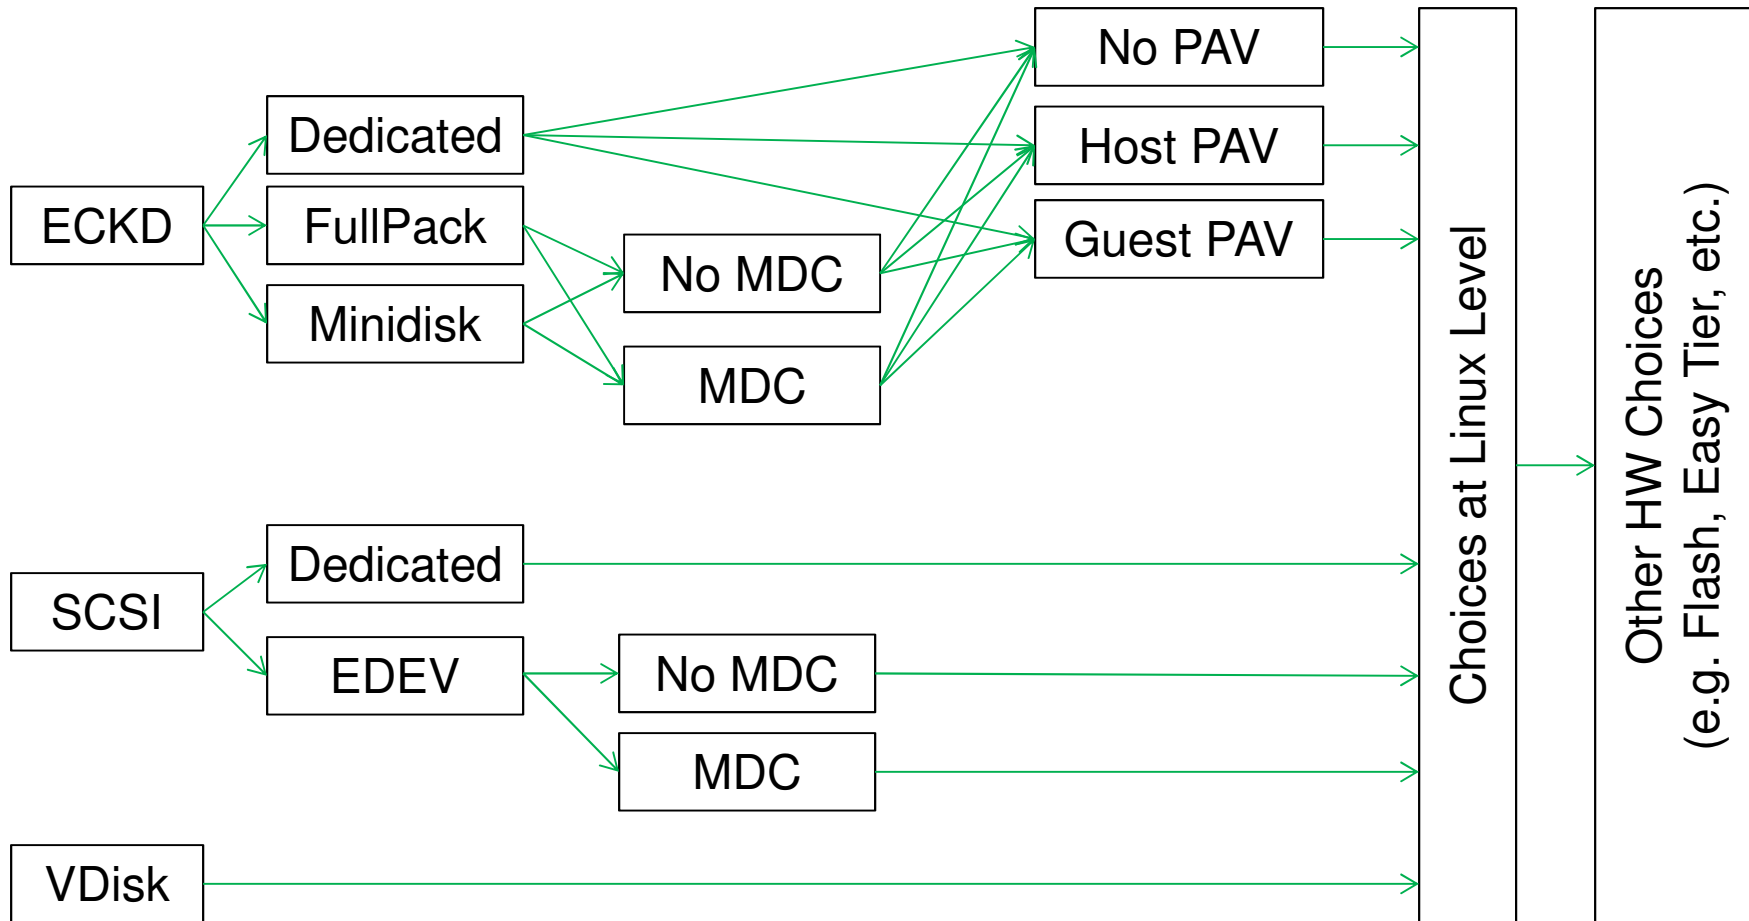 No PAV
Dedicated
Host PAV
ECKD
FullPack
Guest PAV
No MDC
Minidisk
MDC
Dedicated
SCSI
EDEV
No MDC
MDC
VDisk
Choices at Linux Level
Other HW Choices
(e.g. Flash, Easy Tier, etc.)